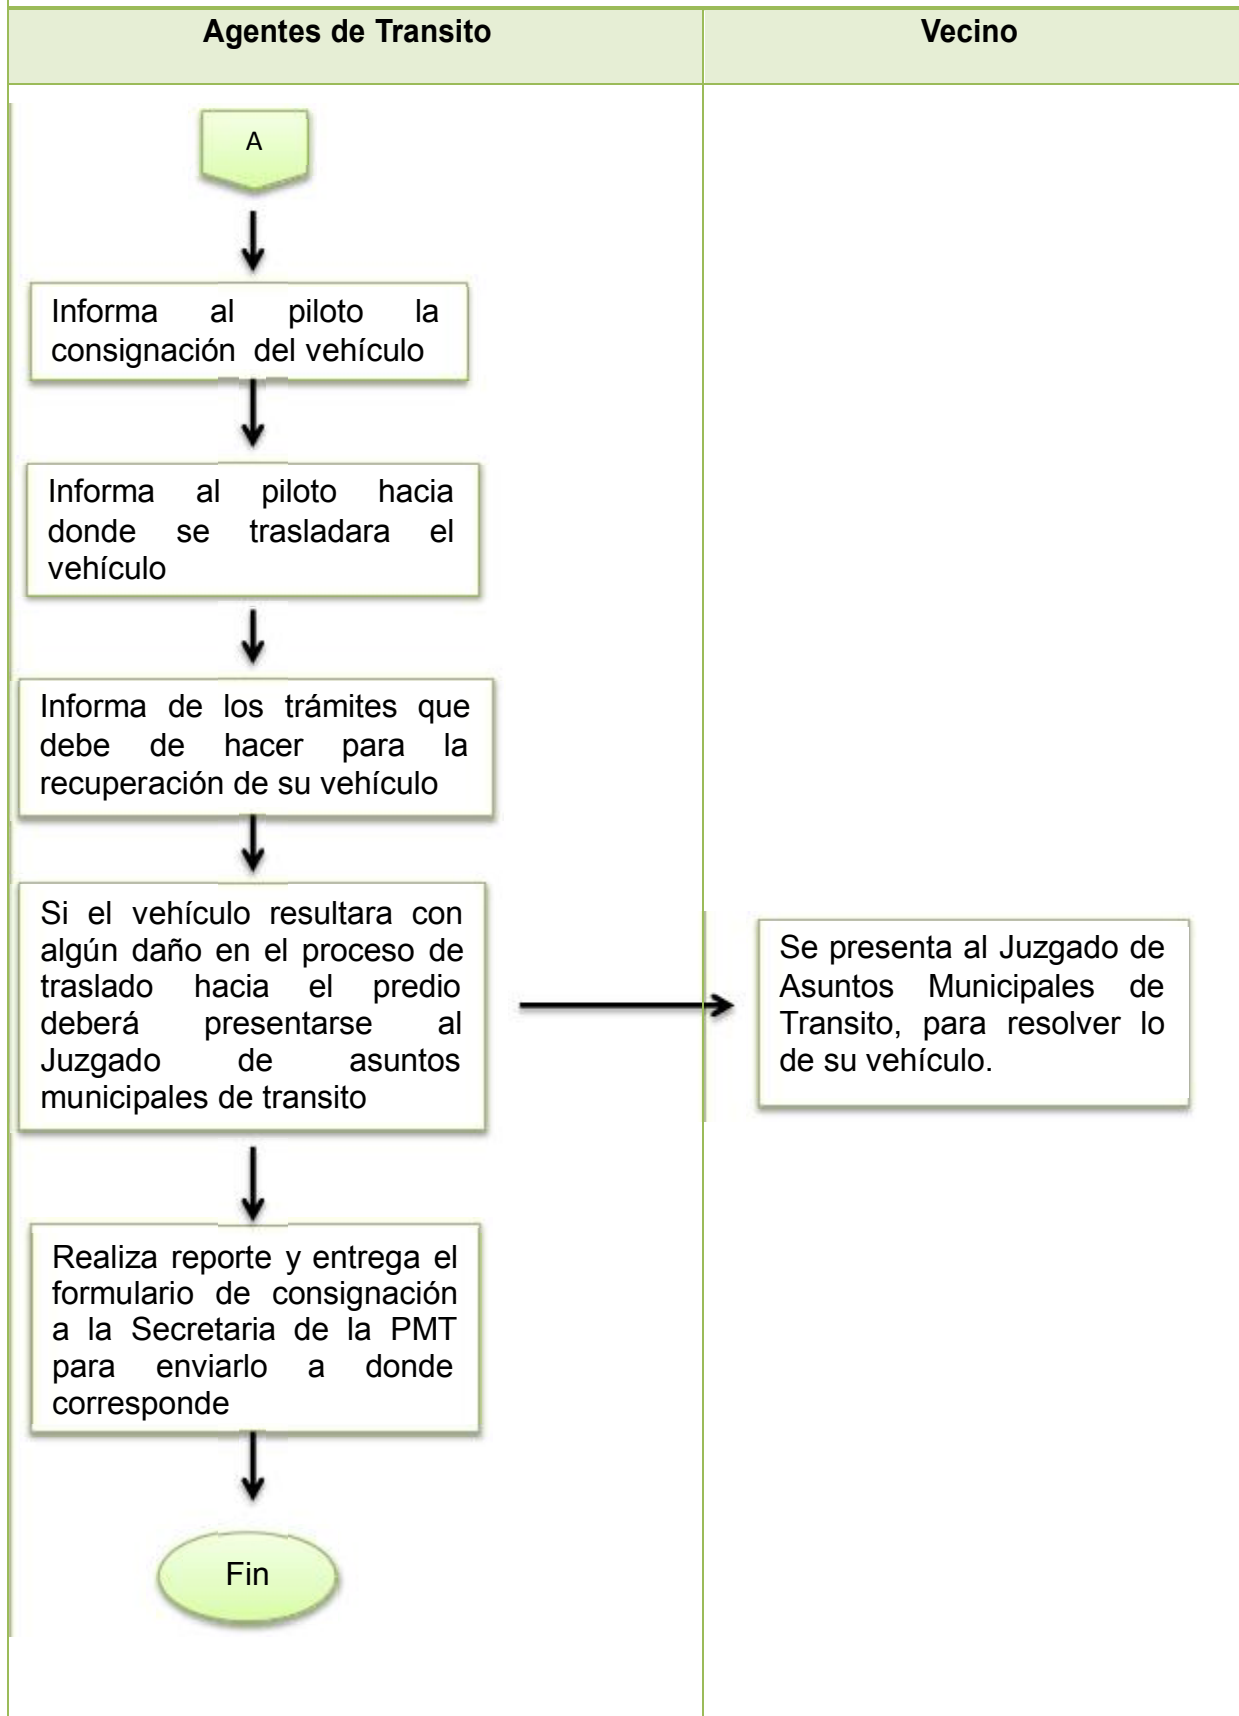 Agentes de Transito
Vecino
A
Informa al piloto la
consignación del vehículo
Informa al piloto hacia
donde se trasladara el
vehículo
Informa de los trámites que
debe de hacer para la
recuperación de su vehículo
Si el vehículo resultara con
algún daño en el proceso de
traslado hacia el predio
deberá presentarse al
Juzgado de asuntos
municipales de transito
Se presenta al Juzgado de
Asuntos Municipales de
Transito, para resolver lo
de su vehículo.
Realiza reporte y entrega el
formulario de consignación
a la Secretaria de la PMT
para enviarlo a donde
corresponde
Fin